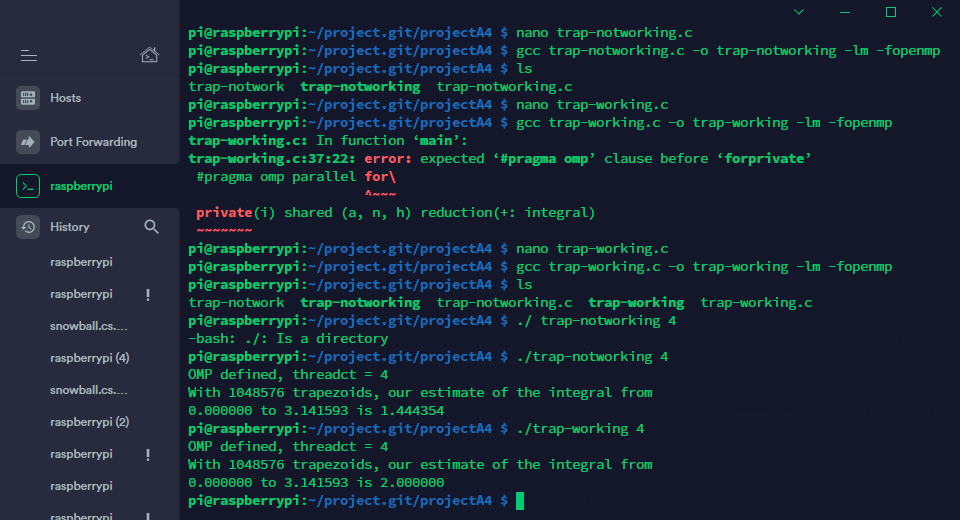 Hosts
Port Forwarding
raspberrypi
History
raspberrypi
raspberrypi !
snowball.cs....
raspberrypi (4)
snowball.cs....
raspberrypi (2)
raspberrypi !
raspberrypi
raspberrypi !
pi@raspberrypi:~/project.git/projectA4 $ nano trap-notworking.c
pi@raspberrypi:~/project.git/projectA4 $ gcc trap-notworking.c -o trap-notworking -lm -fopenmp
pi@raspberrypi:~/project.git/projectA4 $ ls
trap-notwork  trap-notworking  trap-notworking.c
pi@raspberrypi:~/project.git/projectA4 $ nano trap-working.c
pi@raspberrypi:~/project.git/projectA4 $ gcc trap-working.c -o trap-working -lm -fopenmp
trap-working.c: In function ‘main’:
trap-working.c:37:22: error: expected ‘#pragma omp’ clause before ‘forprivate’
 #pragma omp parallel for\
                      ^~~~
 private(i) shared (a, n, h) reduction(+: integral)
 ~~~~~~~
pi@raspberrypi:~/project.git/projectA4 $ nano trap-working.c
pi@raspberrypi:~/project.git/projectA4 $ gcc trap-working.c -o trap-working -lm -fopenmp
pi@raspberrypi:~/project.git/projectA4 $ ls
trap-notwork  trap-notworking  trap-notworking.c  trap-working  trap-working.c
pi@raspberrypi:~/project.git/projectA4 $ ./ trap-notworking 4
-bash: ./: Is a directory
pi@raspberrypi:~/project.git/projectA4 $ ./trap-notworking 4
OMP defined, threadct = 4
With 1048576 trapezoids, our estimate of the integral from
0.000000 to 3.141593 is 1.444354
pi@raspberrypi:~/project.git/projectA4 $ ./trap-working 4
OMP defined, threadct = 4
With 1048576 trapezoids, our estimate of the integral from
0.000000 to 3.141593 is 2.000000
pi@raspberrypi:~/project.git/projectA4 $